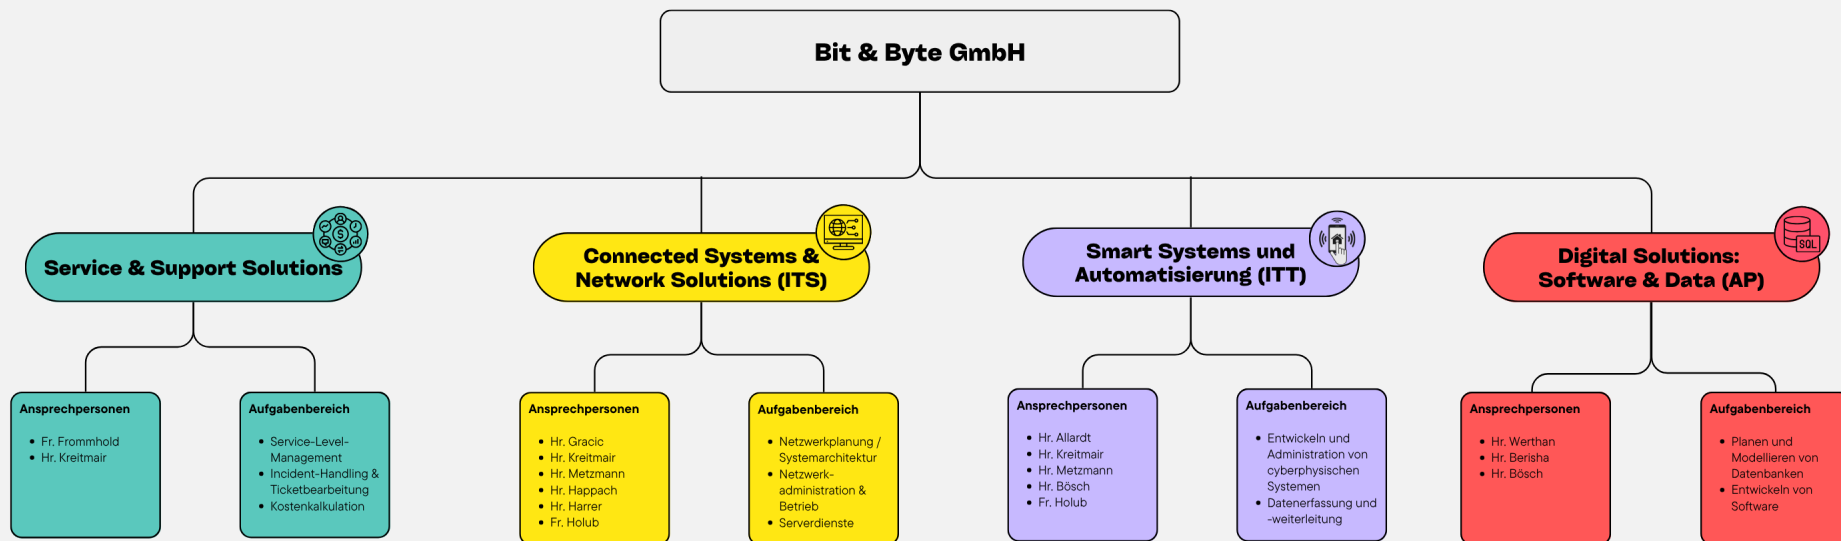 Bit & Byte GmbH
Service & Support Solutions
Connected Systems &
Network Solutions (ITS)
Smart Systems und
Automatisierung (ITT)
SQL
Digital Solutions:
Software & Data (AP)
Ansprechpersonen
• Fr. Frommhold
• Hr. Kreitmair
Aufgabenbereich
• Service-Level-
Management
• Incident-Handling &
Ticketbearbeitung
• Kostenkalkulation
Ansprechpersonen
• Hr. Gracic
• Hr. Kreitmair
• Hr. Metzmann
• Hr. Happach
• Hr. Harrer
• Fr. Holub
Aufgabenbereich
• Netzwerkplanung /
Systemarchitektur
• Netzwerk-
administration &
Betrieb
• Serverdienste
Ansprechpersonen
• Hr. Allardt
• Hr. Kreitmair
• Hr. Metzmann
• Hr. Bösch
• Fr. Holub
Aufgabenbereich
• Entwickeln und
Administration von
cyberphysischen
Systemen
• Datenerfassung und
-weiterleitung
Ansprechpersonen
• Hr. Werthan
• Hr. Berisha
• Hr. Bösch
Aufgabenbereich
• Planen und
Modellieren von
Datenbanken
• Entwickeln von
Software